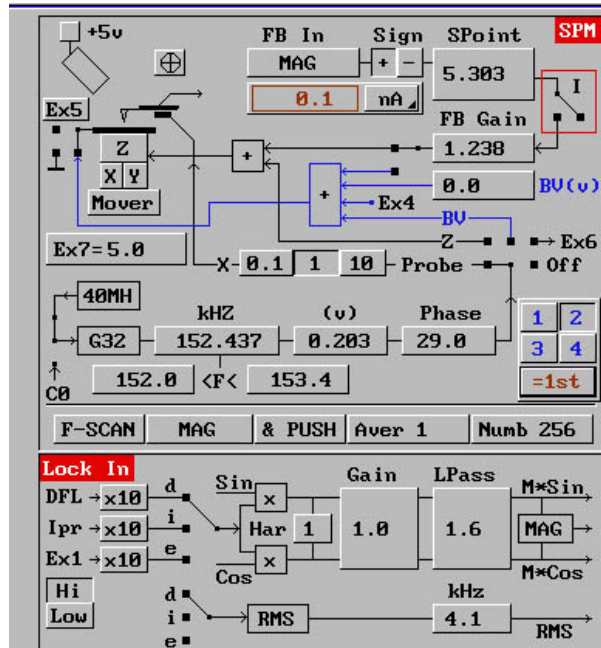 +5v
FB In Sign SPoint SPM
MAG + - 5.303
I
0.1 nA
Ex5
FB Gain
Z + 1.238
X Y
+ 0.0 BV(v)
Mover
Ex4
BV
Z Ex6
Ex7=5.0
X 0.1 1 10 Probe Off
40MH
kHZ (v) Phase
1 2
G32 152.437 0.203 29.0
3 4
152.0 <F< 153.4
=1st
C0
F-SCAN MAG & PUSH Aver 1 Numb 256
Lock In
Gain LPass
DFL x10 d Sin x M*Sin
Ipr x10 i Har 1 1.0 1.6 MAG
Ex1 x10 e Cos x M*Cos
Hi
kHz
d
Low i RMS 4.1 RMS
e